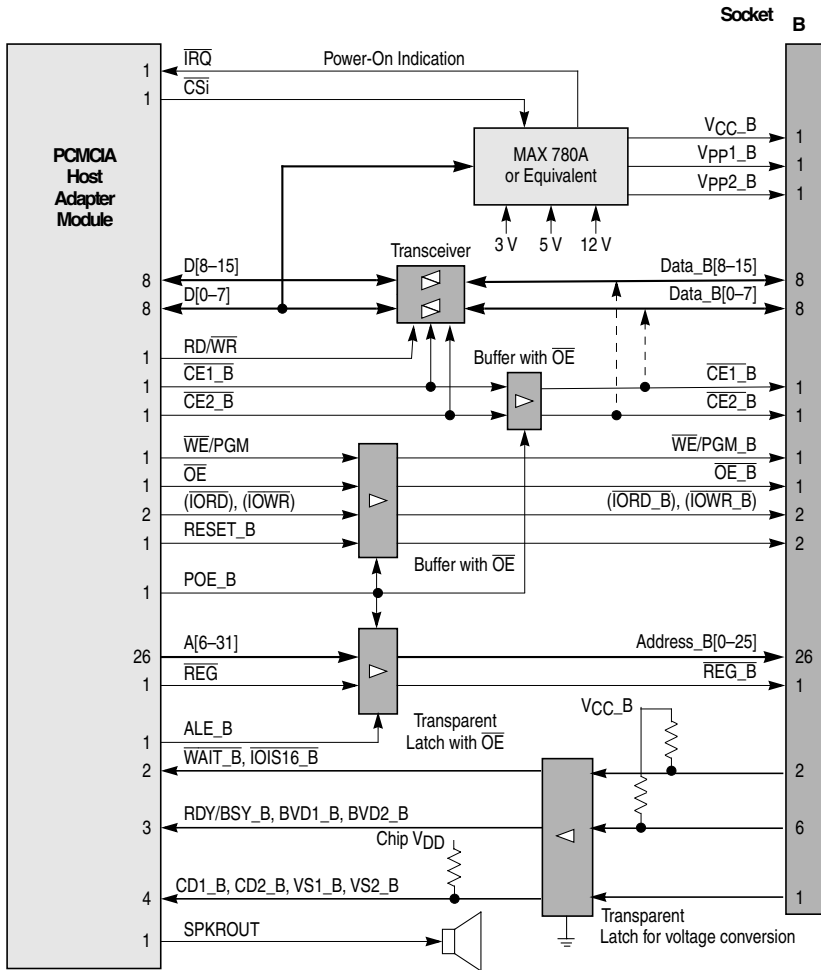 Socket B
IRQ Power-On Indication
1
CSi
1
VCC_B
1
PCMCIA
Host
Adapter
Module
MAX 780A
or Equivalent
VPP1_B
1
VPP2_B
1
3 V 5 V 12 V
Transceiver
D[8–15] Data_B[8–15]
8 8
D[0–7] Data_B[0–7]
8 8
RD/WR
1
Buffer with OE
CE1_B CE1_B
1 1
CE2_B CE2_B
1 1
WE/PGM WE/PGM_B
1 1
OE OE_B
1 1
(IORD), (IOWR) (IORD_B), (IOWR_B)
2 2
RESET_B
1 2
Buffer with OE
POE_B
1
A[6–31] Address_B[0–25]
26 26
REG REG_B
1 1
VCC_B
ALE_B
1
Transparent
Latch with OE
WAIT_B, IOIS16_B
2 2
RDY/BSY_B, BVD1_B, BVD2_B
3 6
Chip VDD
CD1_B, CD2_B, VS1_B, VS2_B
4 1
Transparent
Latch for voltage conversion
SPKROUT
1